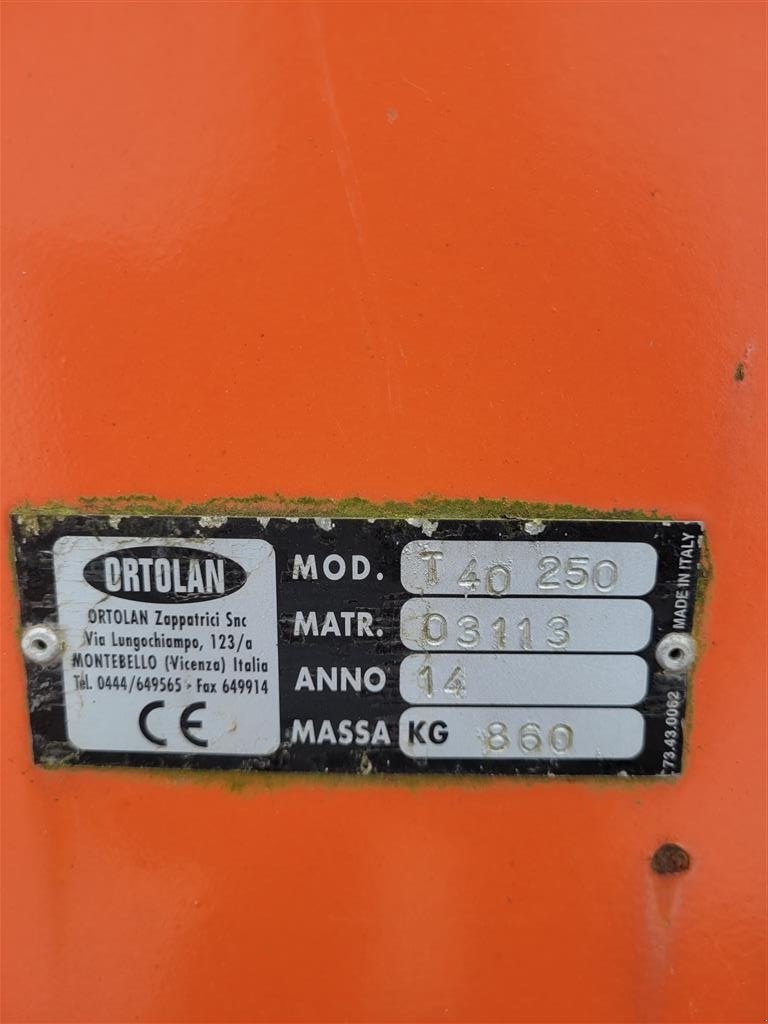 ORTOLAN
ORTOLAN Zappatrici Snc
Via Lungochiampo, 123/a
MONTEBELLO (Vicenza) Italia
Tel. 0444/649565 - Fax 649914
CE
MOD. T 40 250
MATR. 03113
ANNO 14
MASSA KG 860
MADE IN ITALY
73.43.0062